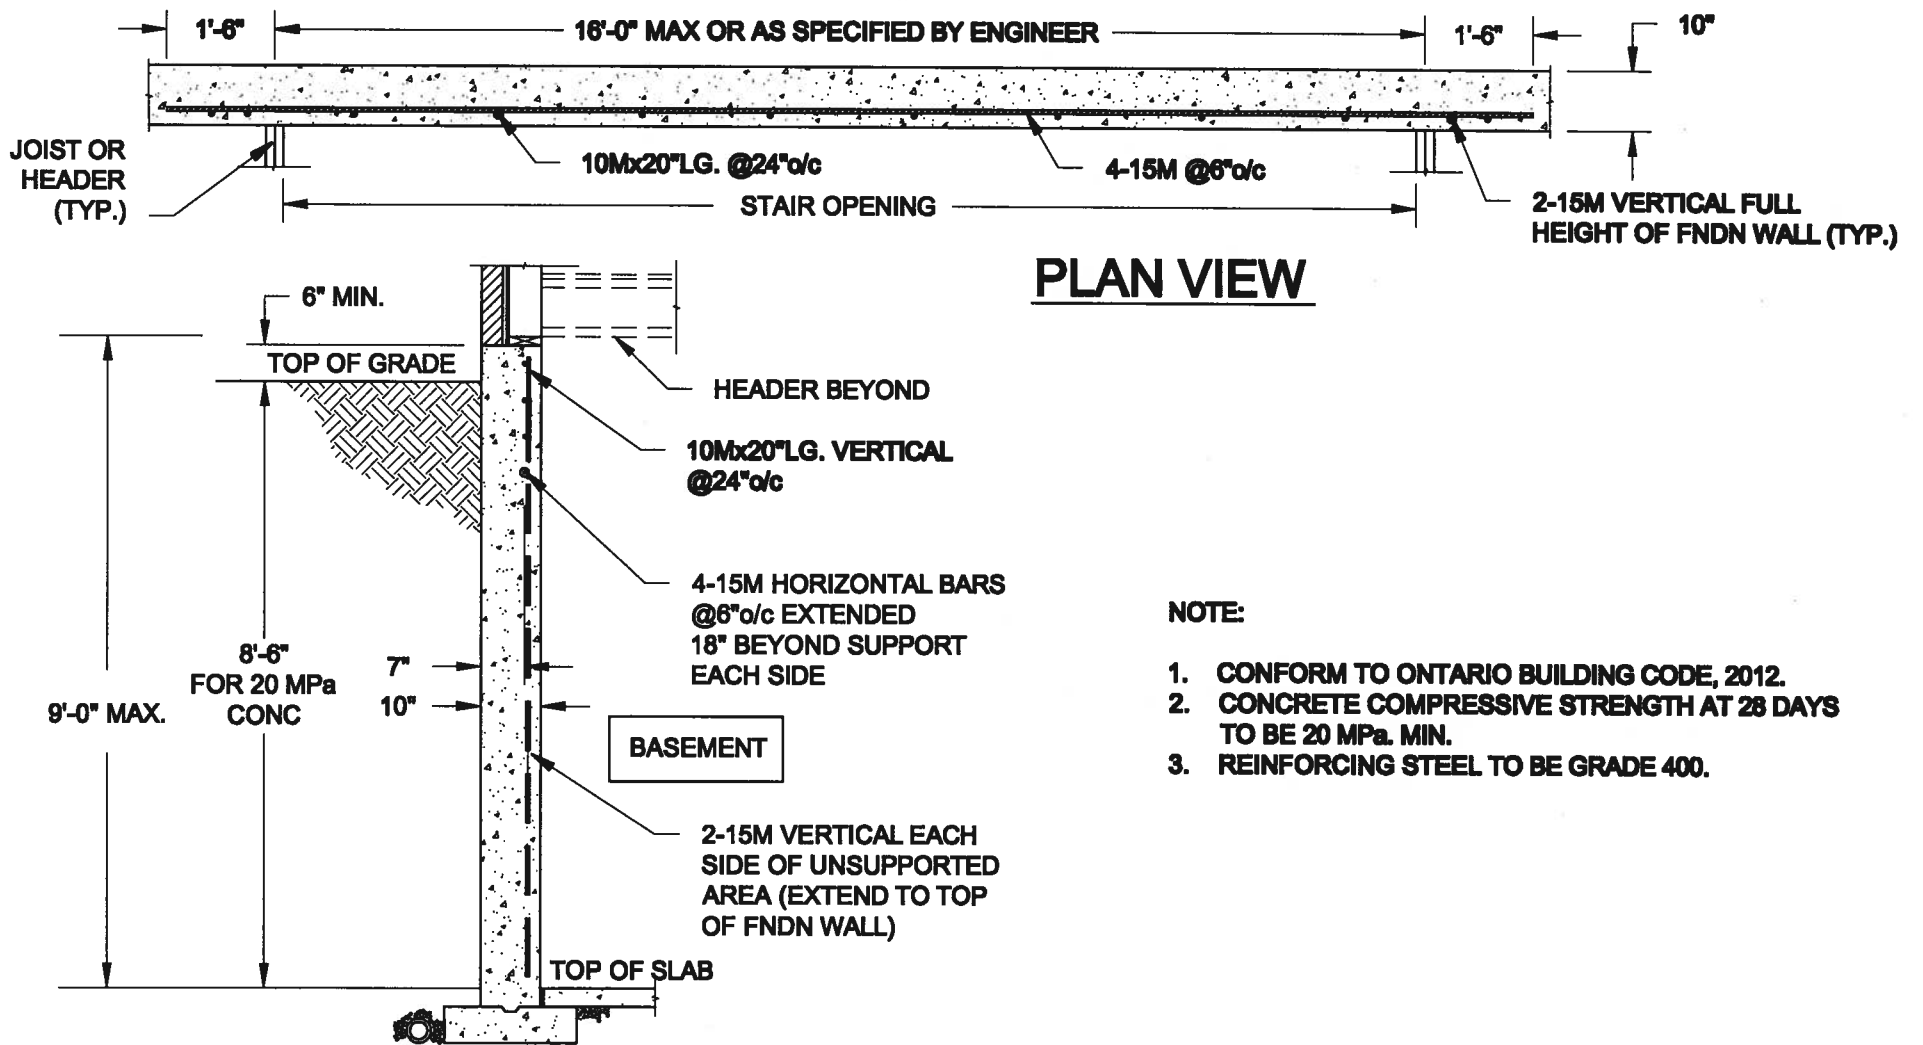 1'-6"
16'-0" MAX OR AS SPECIFIED BY ENGINEER
1'-6"
10"
JOIST OR
HEADER
(TYP.)
10Mx20"LG. @24"o/c
4-15M @6"o/c
STAIR OPENING
2-15M VERTICAL FULL
HEIGHT OF FNDN WALL (TYP.)
PLAN VIEW
6" MIN.
TOP OF GRADE
HEADER BEYOND
10Mx20"LG. VERTICAL
@24"o/c
4-15M HORIZONTAL BARS
@6"o/c EXTENDED
18" BEYOND SUPPORT
EACH SIDE
8'-6"
FOR 20 MPa
CONC
9'-0" MAX.
7"
10"
BASEMENT
2-15M VERTICAL EACH
SIDE OF UNSUPPORTED
AREA (EXTEND TO TOP
OF FNDN WALL)
TOP OF SLAB
NOTE:
1. CONFORM TO ONTARIO BUILDING CODE, 2012.
2. CONCRETE COMPRESSIVE STRENGTH AT 28 DAYS
TO BE 20 MPa. MIN.
3. REINFORCING STEEL TO BE GRADE 400.